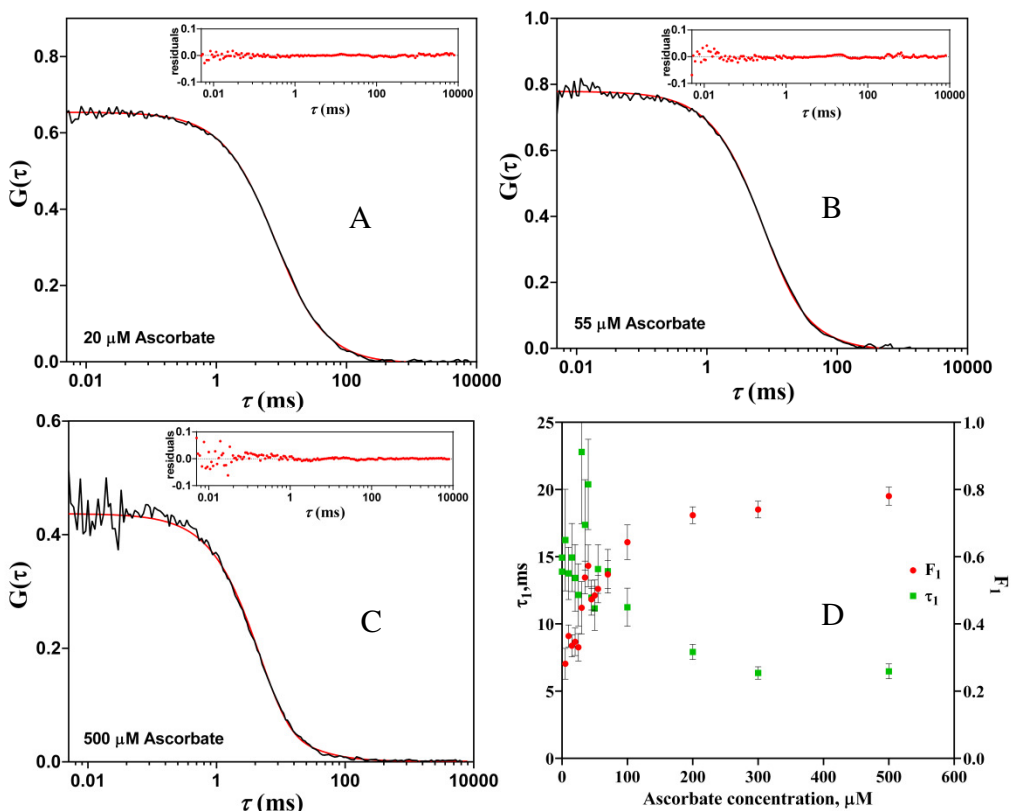 0.1
0.0
-0.1
residuals
0.01
1
100
10000
τ (ms)
0.8
0.6
0.4
0.2
0.0
G(τ)
A
20 μM Ascorbate
0.01
1
100
10000
τ (ms)
0.1
0.0
-0.1
residuals
0.01
1
100
10000
τ (ms)
1.0
0.8
0.6
0.4
0.2
0.0
G(τ)
B
55 μM Ascorbate
0.01
1
100
10000
τ (ms)
0.1
0.0
-0.1
residuals
0.01
1
100
10000
τ (ms)
0.6
0.4
0.2
0.0
G(τ)
C
500 μM Ascorbate
0.01
1
100
10000
τ (ms)
25
20
15
10
5
0
τ1,ms
1.0
0.8
0.6
0.4
0.2
0.0
F1
F1
τ1
D
0
100
200
300
400
500
600
Ascorbate concentration, μM